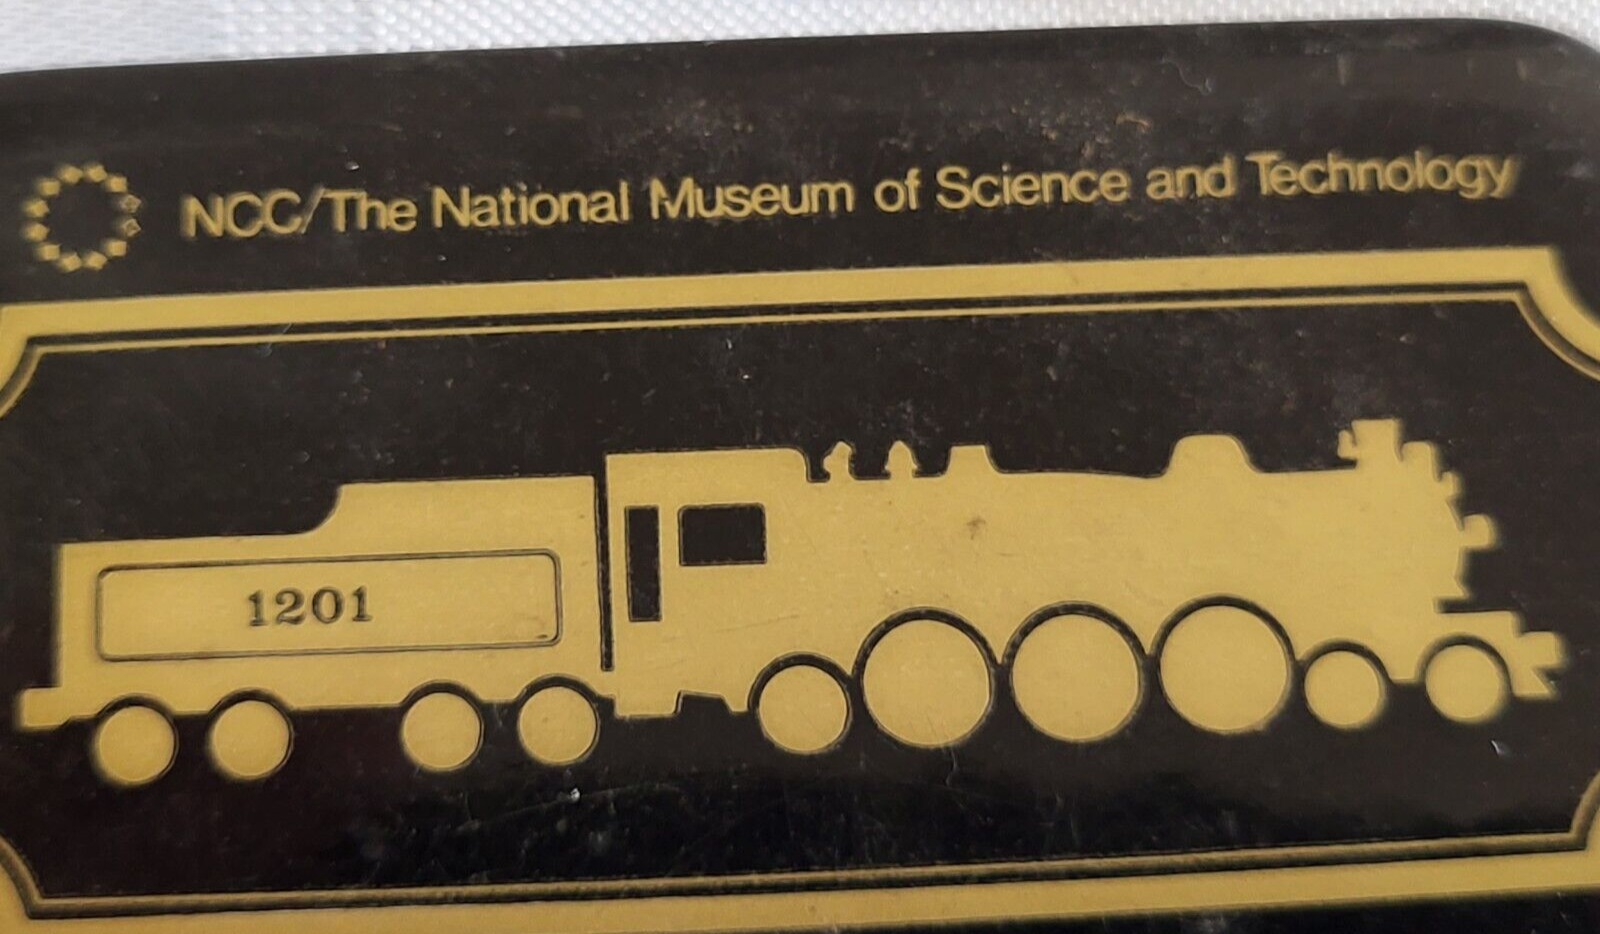 NCC/The National Museum of Science and Technology
1201